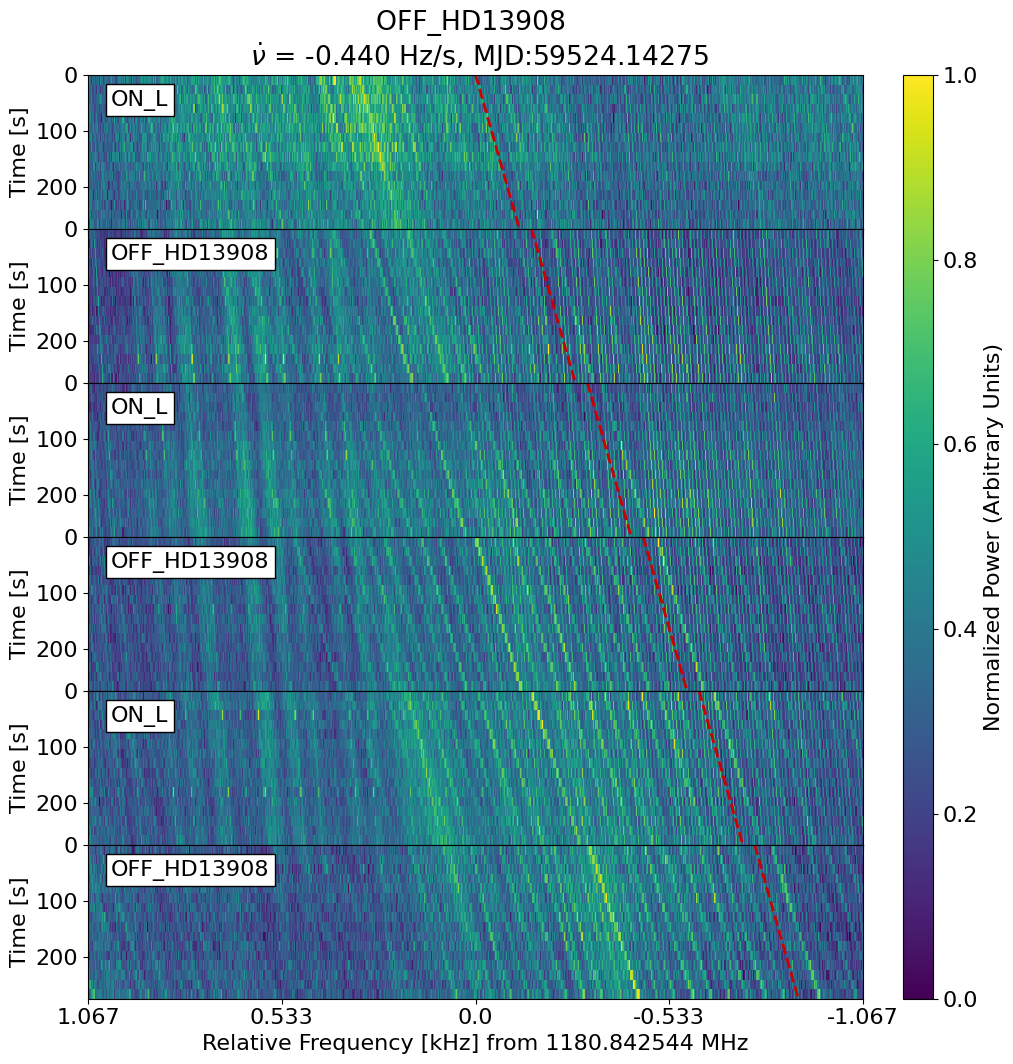 OFF_HD13908
ν̇ = -0.440 Hz/s, MJD:59524.14275
ON_L
OFF_HD13908
ON_L
OFF_HD13908
ON_L
OFF_HD13908
Time [s]
0
100
200
Time [s]
0
100
200
Time [s]
0
100
200
Time [s]
0
100
200
Time [s]
0
100
200
Time [s]
0
100
200
1.067
0.533
0.0
-0.533
-1.067
Relative Frequency [kHz] from 1180.842544 MHz
1.0
0.8
0.6
0.4
0.2
0.0
Normalized Power (Arbitrary Units)